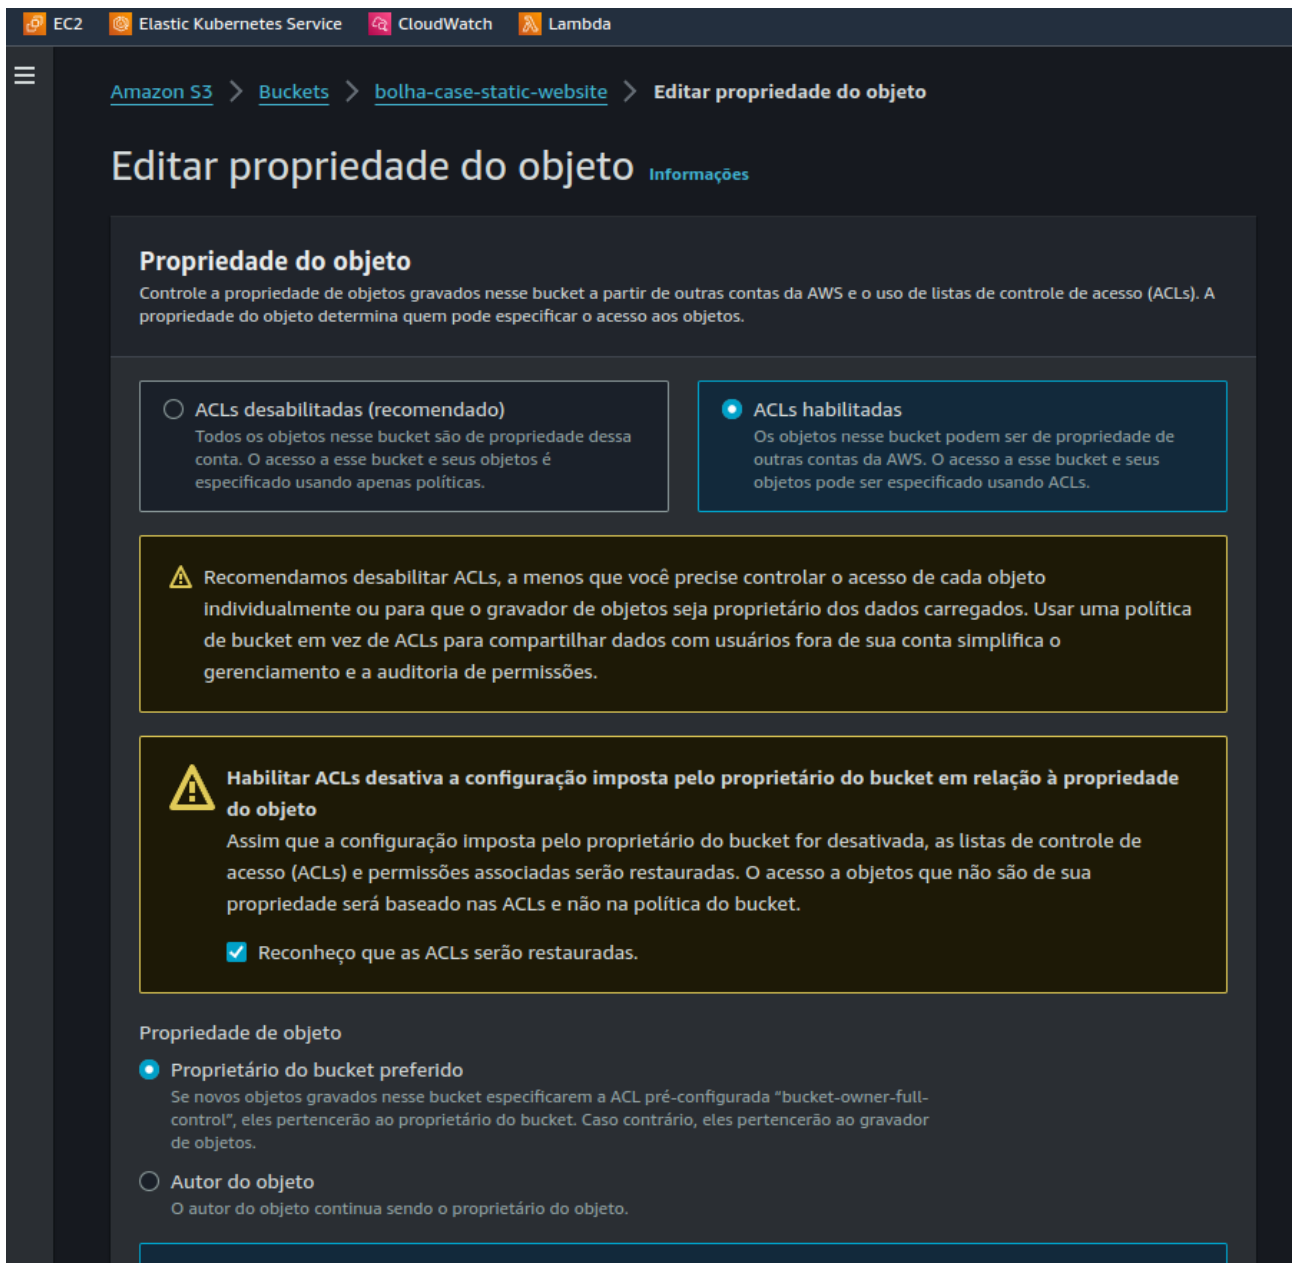 EC2 Elastic Kubernetes Service CloudWatch Lambda
Amazon S3 > Buckets > bolha-case-static-website > Editar propriedade do objeto
Editar propriedade do objeto Informações
Propriedade do objeto
Controle a propriedade de objetos gravados nesse bucket a partir de outras contas da AWS e o uso de listas de controle de acesso (ACLs). A
propriedade do objeto determina quem pode especificar o acesso aos objetos.
ACLs desabilitadas (recomendado)
Todos os objetos nesse bucket são de propriedade dessa
conta. O acesso a esse bucket e seus objetos é
especificado usando apenas políticas.
ACLs habilitadas
Os objetos nesse bucket podem ser de propriedade de
outras contas da AWS. O acesso a esse bucket e seus
objetos pode ser especificado usando ACLs.
Recomendamos desabilitar ACLs, a menos que você precise controlar o acesso de cada objeto
individualmente ou para que o gravador de objetos seja proprietário dos dados carregados. Usar uma política
de bucket em vez de ACLs para compartilhar dados com usuários fora de sua conta simplifica o
gerenciamento e a auditoria de permissões.
Habilitar ACLs desativa a configuração imposta pelo proprietário do bucket em relação à propriedade
do objeto
Assim que a configuração imposta pelo proprietário do bucket for desativada, as listas de controle de
acesso (ACLs) e permissões associadas serão restauradas. O acesso a objetos que não são de sua
propriedade será baseado nas ACLs e não na política do bucket.
Reconheço que as ACLs serão restauradas.
Propriedade de objeto
Proprietário do bucket preferido
Se novos objetos gravados nesse bucket especificarem a ACL pré-configurada “bucket-owner-full-
control”, eles pertencerão ao proprietário do bucket. Caso contrário, eles pertencerão ao gravador
de objetos.
Autor do objeto
O autor do objeto continua sendo o proprietário do objeto.